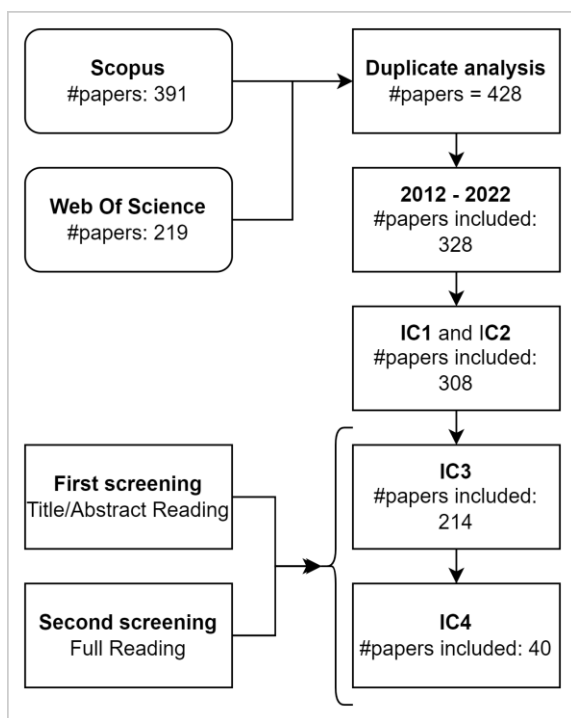 Scopus
#papers: 391
Duplicate analysis
#papers = 428
Web Of Science
#papers: 219
2012 - 2022
#papers included:
328
IC1 and IC2
#papers included:
308
First screening
Title/Abstract Reading
IC3
#papers included:
214
Second screening
Full Reading
IC4
#papers included: 40